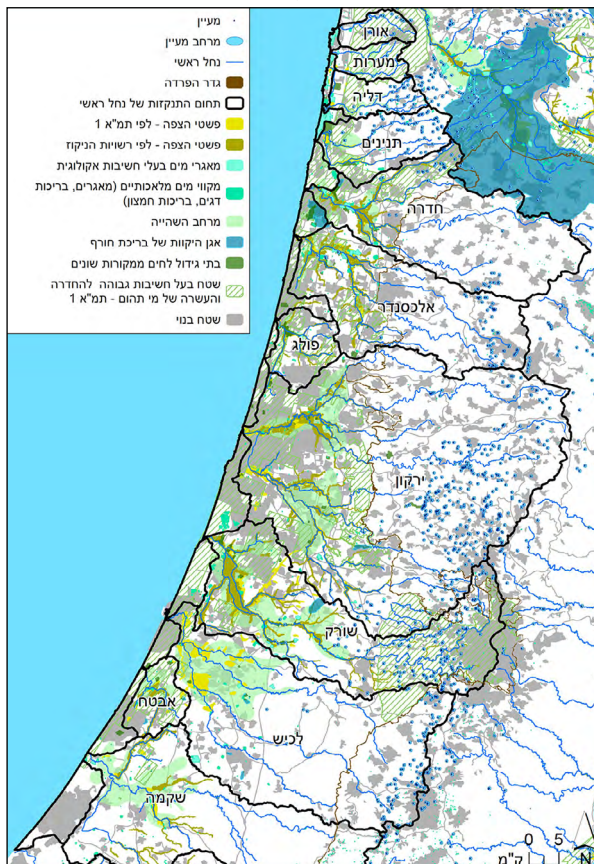 מעיין
מרחב מעיין
נחל ראשי
גדר הפרדה
תחום התנקזות של נחל ראשי
פשטי הצפה - לפי תמ"א 1
פשטי הצפה - לפי רשויות הניקוז
מאגרי מים בעלי חשיבות אקולוגית
מקווי מים מלאכותיים (מאגרים, בריכות
דגים, בריכות חמצון)
מרחב השהייה
אגן היקוות של בריכת חורף
בתי גידול לחים ממקורות שונים
שטח בעל חשיבות גבוהה להחדרה
והעשרה של מי תהום - תמ"א 1
שטח בנוי
אורן
מערות
דליה
תנינים
חדרה
אלכסנדר
פולג
ירקון
שורק
אבטח
לכיש
שקמה
0 5
ק"מ
N